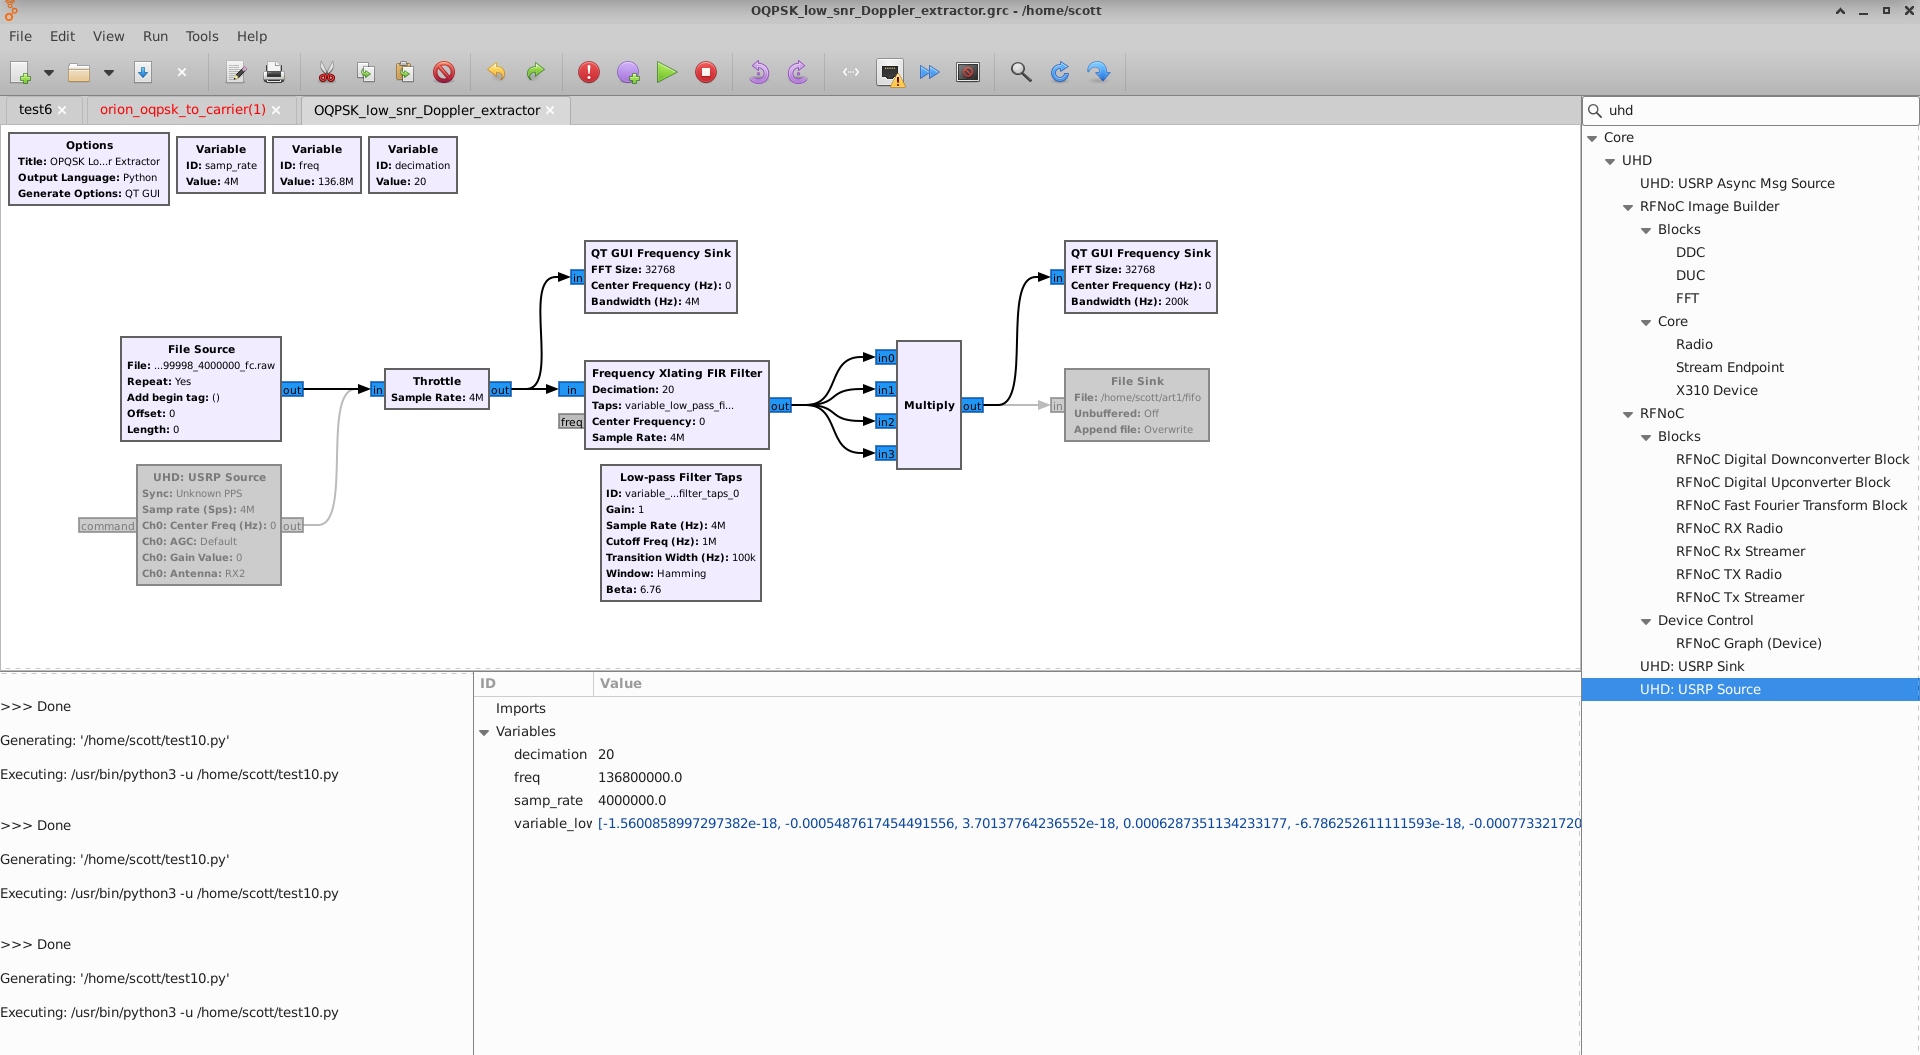 OQPSK_low_snr_Doppler_extractor.grc - /home/scott
File Edit View Run Tools Help
test6
orion_oqpsk_to_carrier(1)
OQPSK_low_snr_Doppler_extractor
Options
Title: OPQSK Lo...r Extractor
Output Language: Python
Generate Options: QT GUI
Variable
ID: samp_rate
Value: 4M
Variable
ID: freq
Value: 136.8M
Variable
ID: decimation
Value: 20
QT GUI Frequency Sink
FFT Size: 32768
Center Frequency (Hz): 0
Bandwidth (Hz): 4M
in
QT GUI Frequency Sink
FFT Size: 32768
Center Frequency (Hz): 0
Bandwidth (Hz): 200k
in
File Source
File: ...99998_4000000_fc.raw
Repeat: Yes
Add begin tag: ()
Offset: 0
Length: 0
out
in
Throttle
Sample Rate: 4M
out
in
freq
Frequency Xlating FIR Filter
Decimation: 20
Taps: variable_low_pass_fi...
Center Frequency: 0
Sample Rate: 4M
out
in0
in1
in2
in3
Multiply
out
in
File Sink
File: /home/scott/art1/fifo
Unbuffered: Off
Append file: Overwrite
command
UHD: USRP Source
Sync: Unknown PPS
Samp rate (Sps): 4M
Ch0: Center Freq (Hz): 0
Ch0: AGC: Default
Ch0: Gain Value: 0
Ch0: Antenna: RX2
out
Low-pass Filter Taps
ID: variable_...filter_taps_0
Gain: 1
Sample Rate (Hz): 4M
Cutoff Freq (Hz): 1M
Transition Width (Hz): 100k
Window: Hamming
Beta: 6.76
>>> Done
Generating: '/home/scott/test10.py'
Executing: /usr/bin/python3 -u /home/scott/test10.py
>>> Done
Generating: '/home/scott/test10.py'
Executing: /usr/bin/python3 -u /home/scott/test10.py
>>> Done
Generating: '/home/scott/test10.py'
Executing: /usr/bin/python3 -u /home/scott/test10.py
ID Value
Imports
Variables
decimation 20
freq 136800000.0
samp_rate 4000000.0
variable_lov [-1.5600858997297382e-18, -0.0005487617454491556, 3.70137764236552e-18, 0.0006287351134233177, -6.786252611111593e-18, -0.000773321720
uhd
Core
UHD
UHD: USRP Async Msg Source
RFNoC Image Builder
Blocks
DDC
DUC
FFT
Core
Radio
Stream Endpoint
X310 Device
RFNoC
Blocks
RFNoC Digital Downconverter Block
RFNoC Digital Upconverter Block
RFNoC Fast Fourier Transform Block
RFNoC RX Radio
RFNoC Rx Streamer
RFNoC TX Radio
RFNoC Tx Streamer
Device Control
RFNoC Graph (Device)
UHD: USRP Sink
UHD: USRP Source